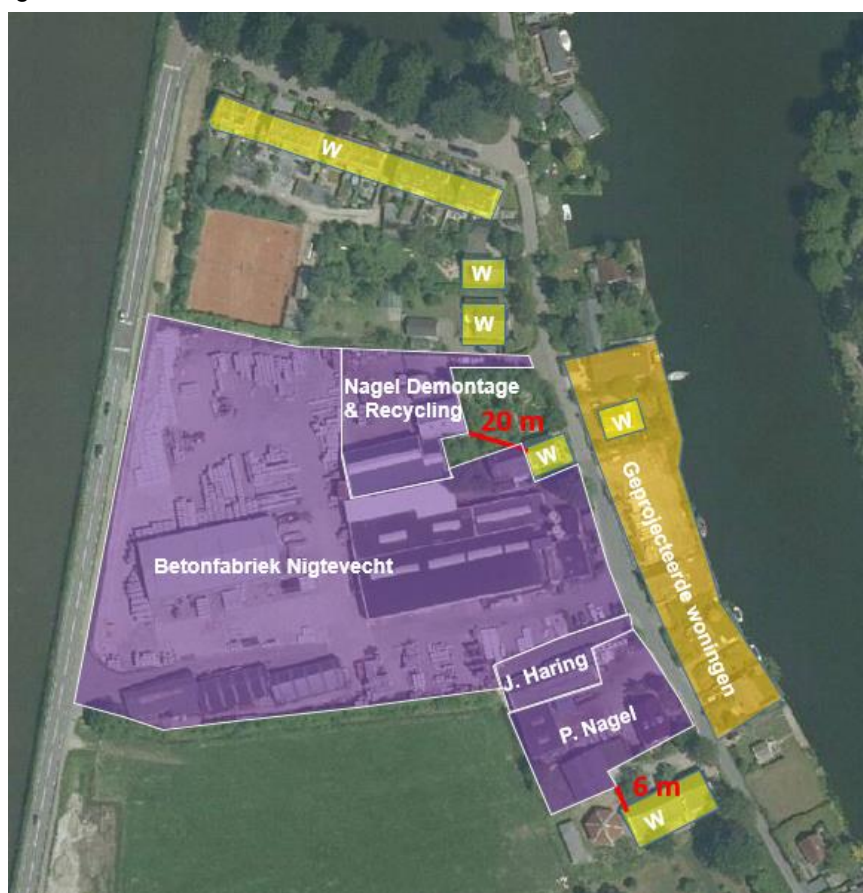 W
W
W
Nagel Demontage
& Recycling
20 m
W
W
Geprojecteerde woningen
Betonfabriek Nigtevecht
J. Haring
P. Nagel
6 m
W